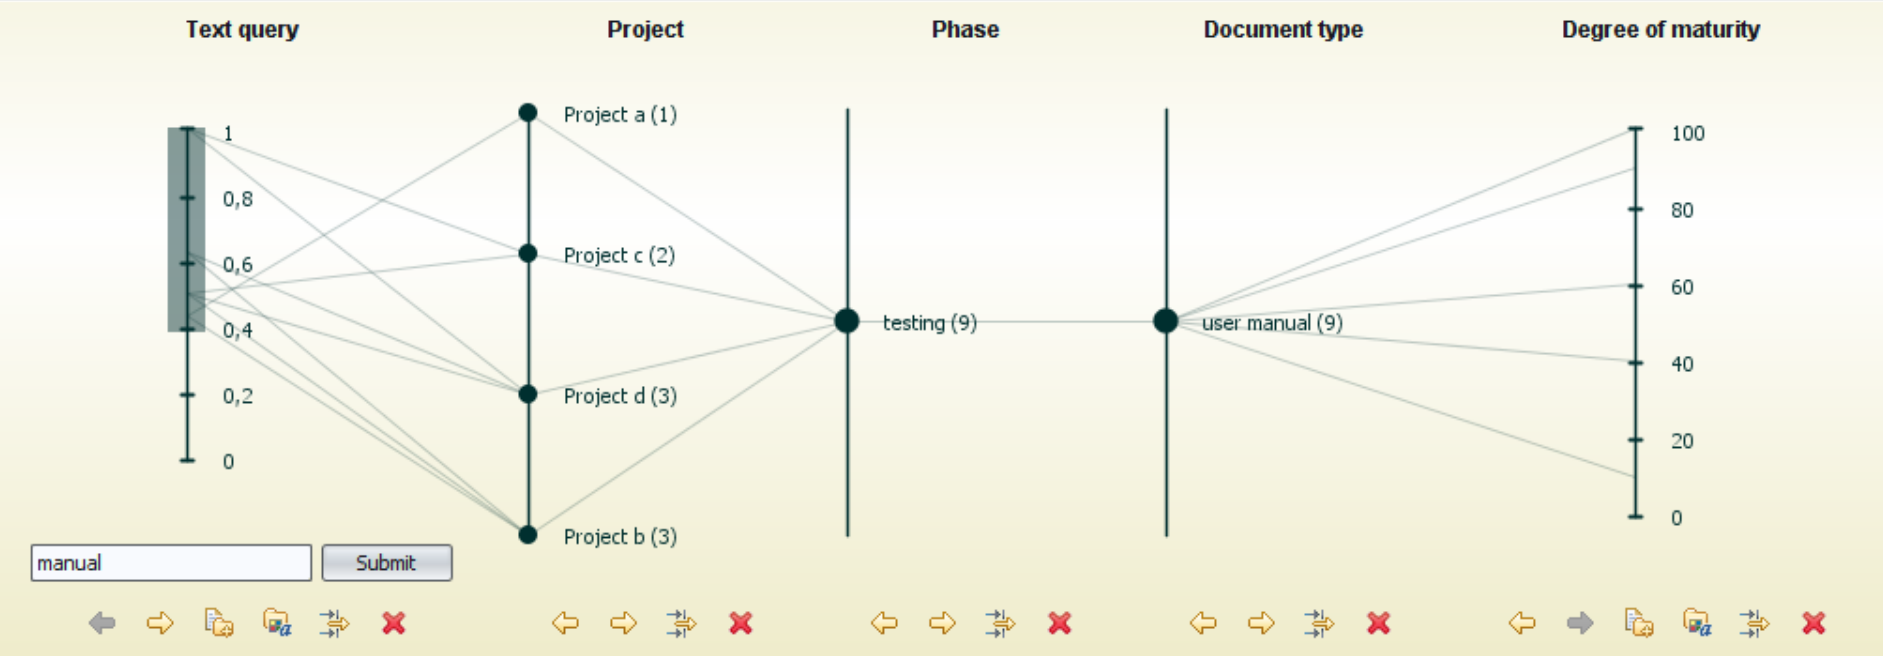 Text query Project Phase Document type Degree of maturity
Project a (1)
1 100
0,8 80
Project c (2)
0,6 60
testing (9) user manual (9)
0,4 40
0,2 Project d (3)
20
0 0
Project b (3)
manual Submit